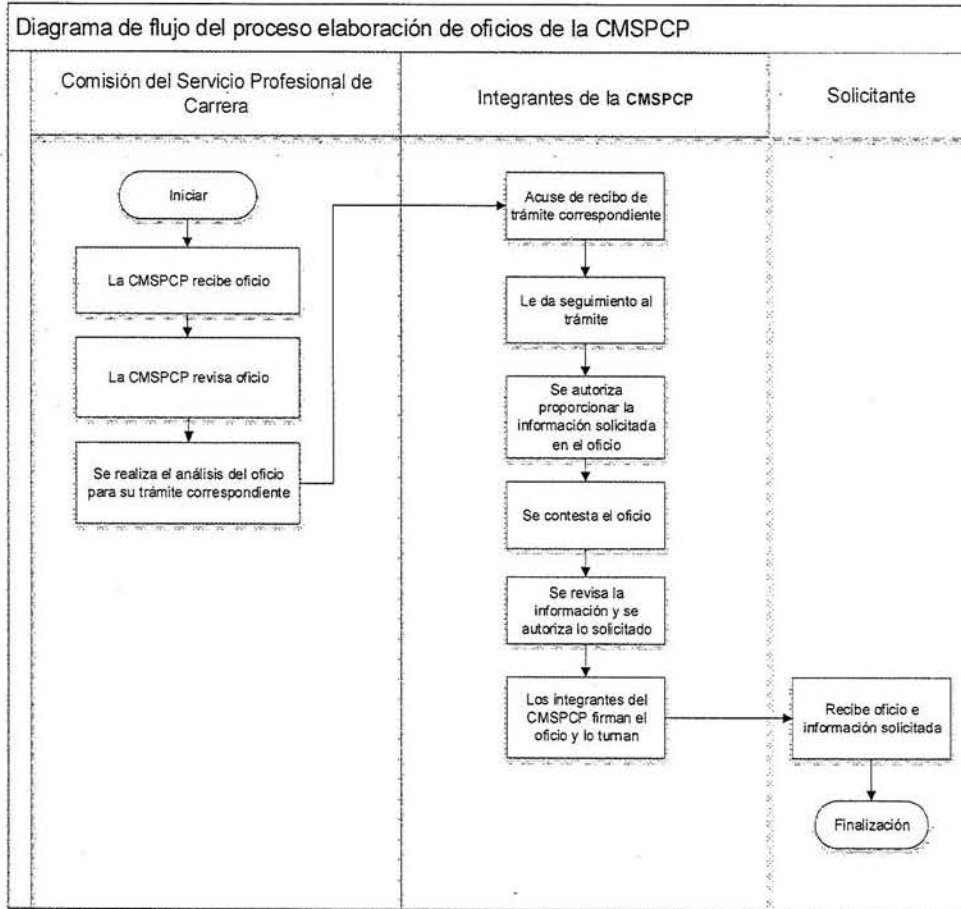 Diagrama de flujo del proceso elaboración de oficios de la CMSPCP
Comisión del Servicio Profesional de
Carrera
Integrantes de la CMSPCP
Solicitante
Iniciar
La CMSPCP recibe oficio
La CMSPCP revisa oficio
Se realiza el análisis del oficio
para su trámite correspondiente
Acuse de recibo de
trámite correspondiente
Le da seguimiento al
trámite
Se autoriza
proporcionar la
información solicitada
en el oficio
Se contesta el oficio
Se revisa la
información y se
autoriza lo solicitado
Los integrantes del
CMSPCP firman el
oficio y lo turnan
Recibe oficio e
información solicitada
Finalización